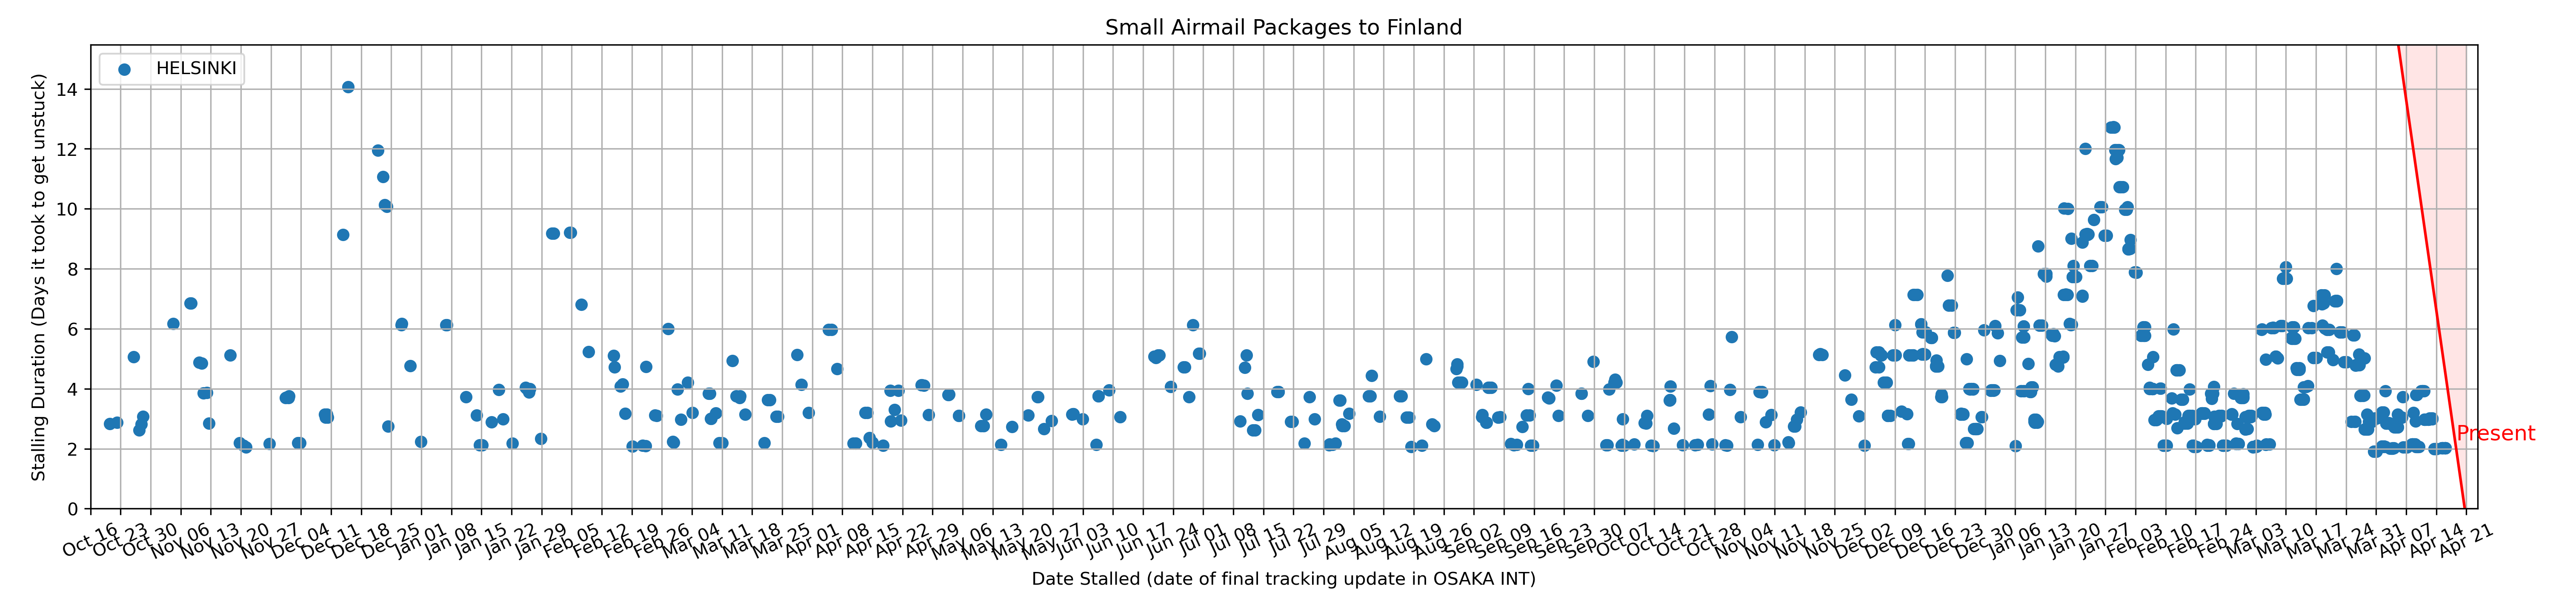 Small Airmail Packages to Finland
HELSINKI
Stalling Duration (Days it took to get unstuck)
14
12
10
8
6
4
2
0
Present
Oct 16
Oct 23
Oct 30
Nov 06
Nov 13
Nov 20
Nov 27
Dec 04
Dec 11
Dec 18
Dec 25
Jan 01
Jan 08
Jan 15
Jan 22
Jan 29
Feb 05
Feb 12
Feb 19
Feb 26
Mar 04
Mar 11
Mar 18
Mar 25
Apr 01
Apr 08
Apr 15
Apr 22
Apr 29
May 06
May 13
May 20
May 27
Jun 03
Jun 10
Jun 17
Jun 24
Jul 01
Jul 08
Jul 15
Jul 22
Jul 29
Aug 05
Aug 12
Aug 19
Aug 26
Sep 02
Sep 09
Sep 16
Sep 23
Sep 30
Oct 07
Oct 14
Oct 21
Oct 28
Nov 04
Nov 11
Nov 18
Nov 25
Dec 02
Dec 09
Dec 16
Dec 23
Dec 30
Jan 06
Jan 13
Jan 20
Jan 27
Feb 03
Feb 10
Feb 17
Feb 24
Mar 03
Mar 10
Mar 17
Mar 24
Mar 31
Apr 07
Apr 14
Apr 21
Date Stalled (date of final tracking update in OSAKA INT)